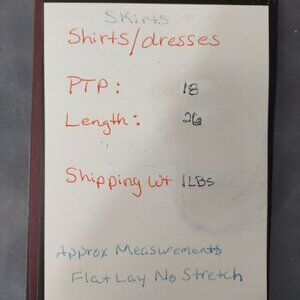 Skirts
Shirts/dresses
PTP: 18
Length: 26
Shipping wt 1LBS
Approx Measurements
Flat Lay No Stretch